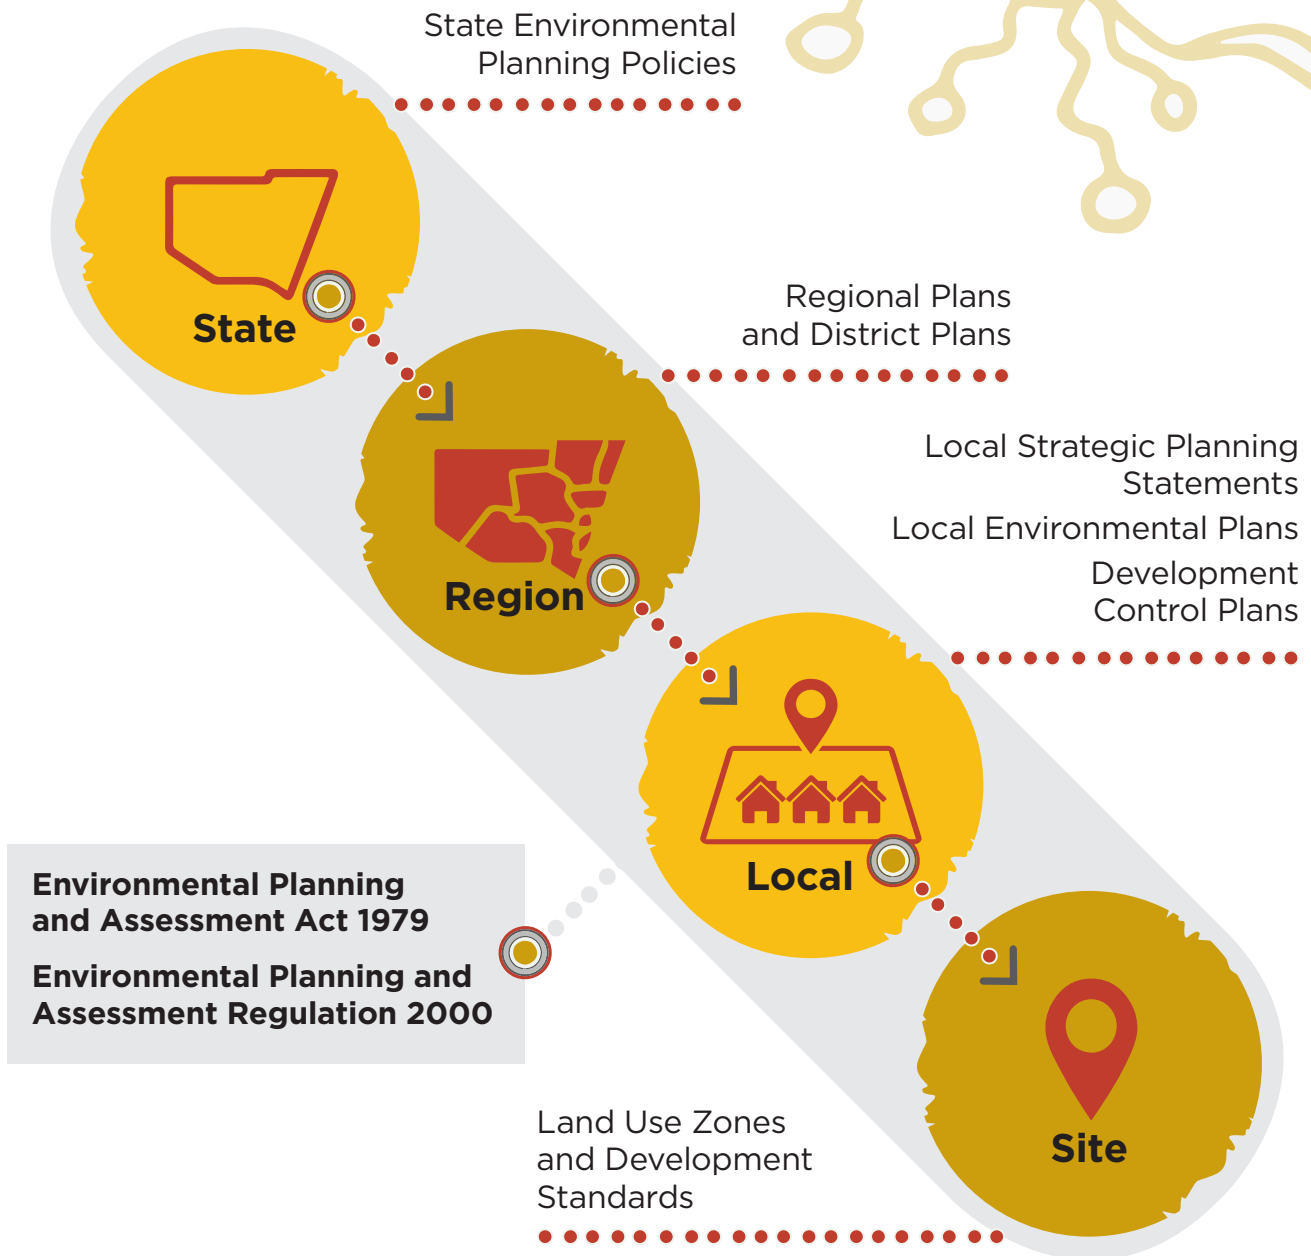 State Environmental
Planning Policies
State
Regional Plans
and District Plans
Region
Local Strategic Planning
Statements
Local Environmental Plans
Development
Control Plans
Local
Environmental Planning
and Assessment Act 1979
Environmental Planning and
Assessment Regulation 2000
Land Use Zones
and Development
Standards
Site